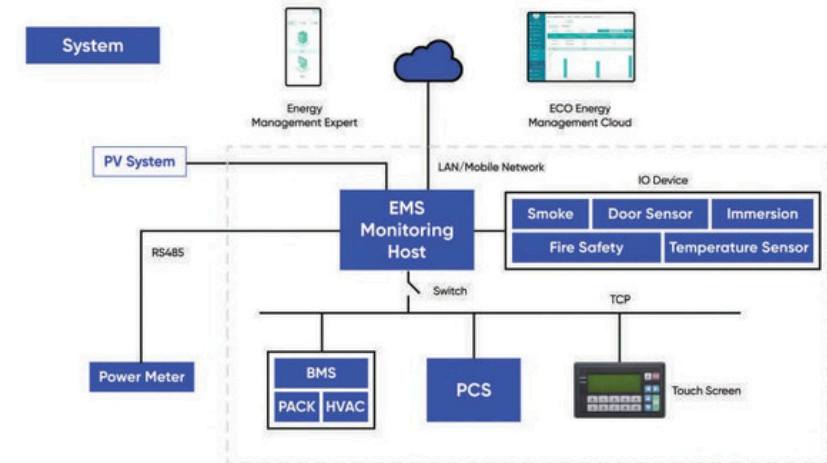 System
Energy
Management Expert
ECO Energy
Management Cloud
PV System
LAN/Mobile Network
IO Device
EMS
Monitoring
Host
Smoke
Door Sensor
Immersion
Fire Safety
Temperature Sensor
RS485
Switch
TCP
Power Meter
BMS
PACK
HVAC
PCS
Touch Screen